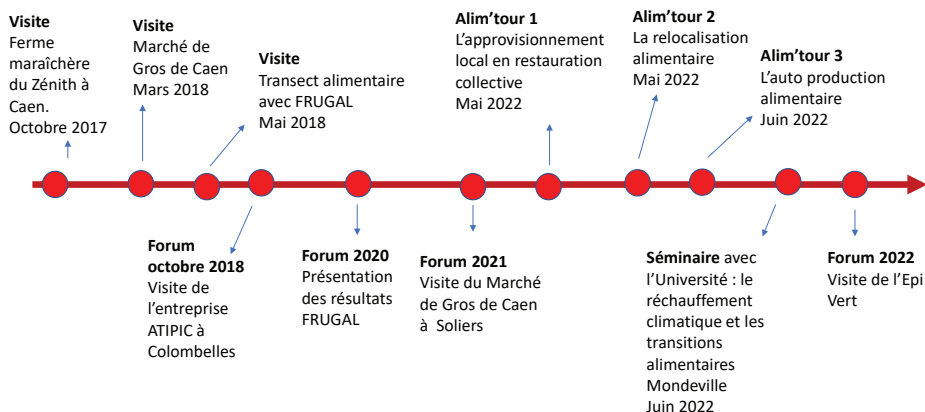 Visite
Ferme
maraîchère
du Zénith à
Caen.
Octobre 2017
Visite
Marché de
Gros de Caen
Mars 2018
Visite
Transect alimentaire
avec FRUGAL
Mai 2018
Alim’tour 1
L’approvisionnement
local en restauration
collective
Mai 2022
Alim’tour 2
La relocalisation
alimentaire
Mai 2022
Alim’tour 3
L’auto production
alimentaire
Juin 2022
Forum
octobre 2018
Visite de
l’entreprise
ATIPIC à
Colombelles
Forum 2020
Présentation
des résultats
FRUGAL
Forum 2021
Visite du Marché
de Gros de Caen
à Soliers
Séminaire avec
l’Université : le
réchauffement
climatique et les
transitions
alimentaires
Mondeville
Juin 2022
Forum 2022
Visite de l’Epi
Vert